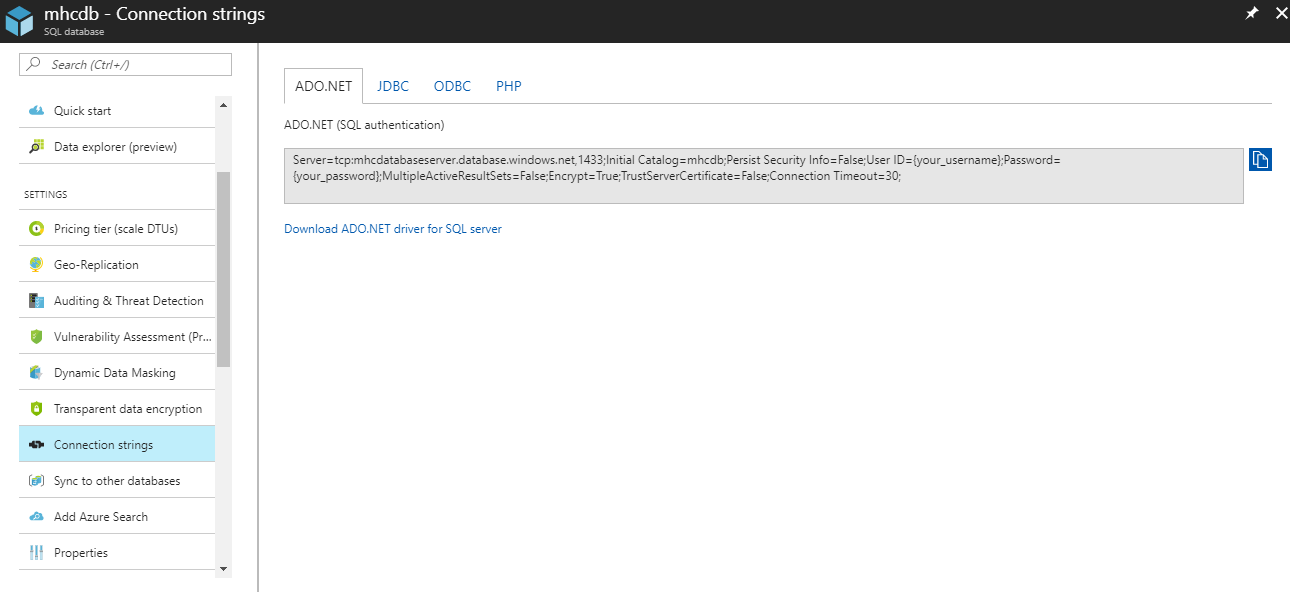 mhcdb - Connection strings
SQL database
Search (Ctrl+/)
Quick start
Data explorer (preview)
SETTINGS
Pricing tier (scale DTUs)
Geo-Replication
Auditing & Threat Detection
Vulnerability Assessment (Pr...
Dynamic Data Masking
Transparent data encryption
Connection strings
Sync to other databases
Add Azure Search
Properties
ADO.NET JDBC ODBC PHP
ADO.NET (SQL authentication)
Server=tcp:mhcdatabaseserver.database.windows.net,1433;Initial Catalog=mhcdb;Persist Security Info=False;User ID={your_username};Password=
{your_password};MultipleActiveResultSets=False;Encrypt=True;TrustServerCertificate=False;Connection Timeout=30;
Download ADO.NET driver for SQL server